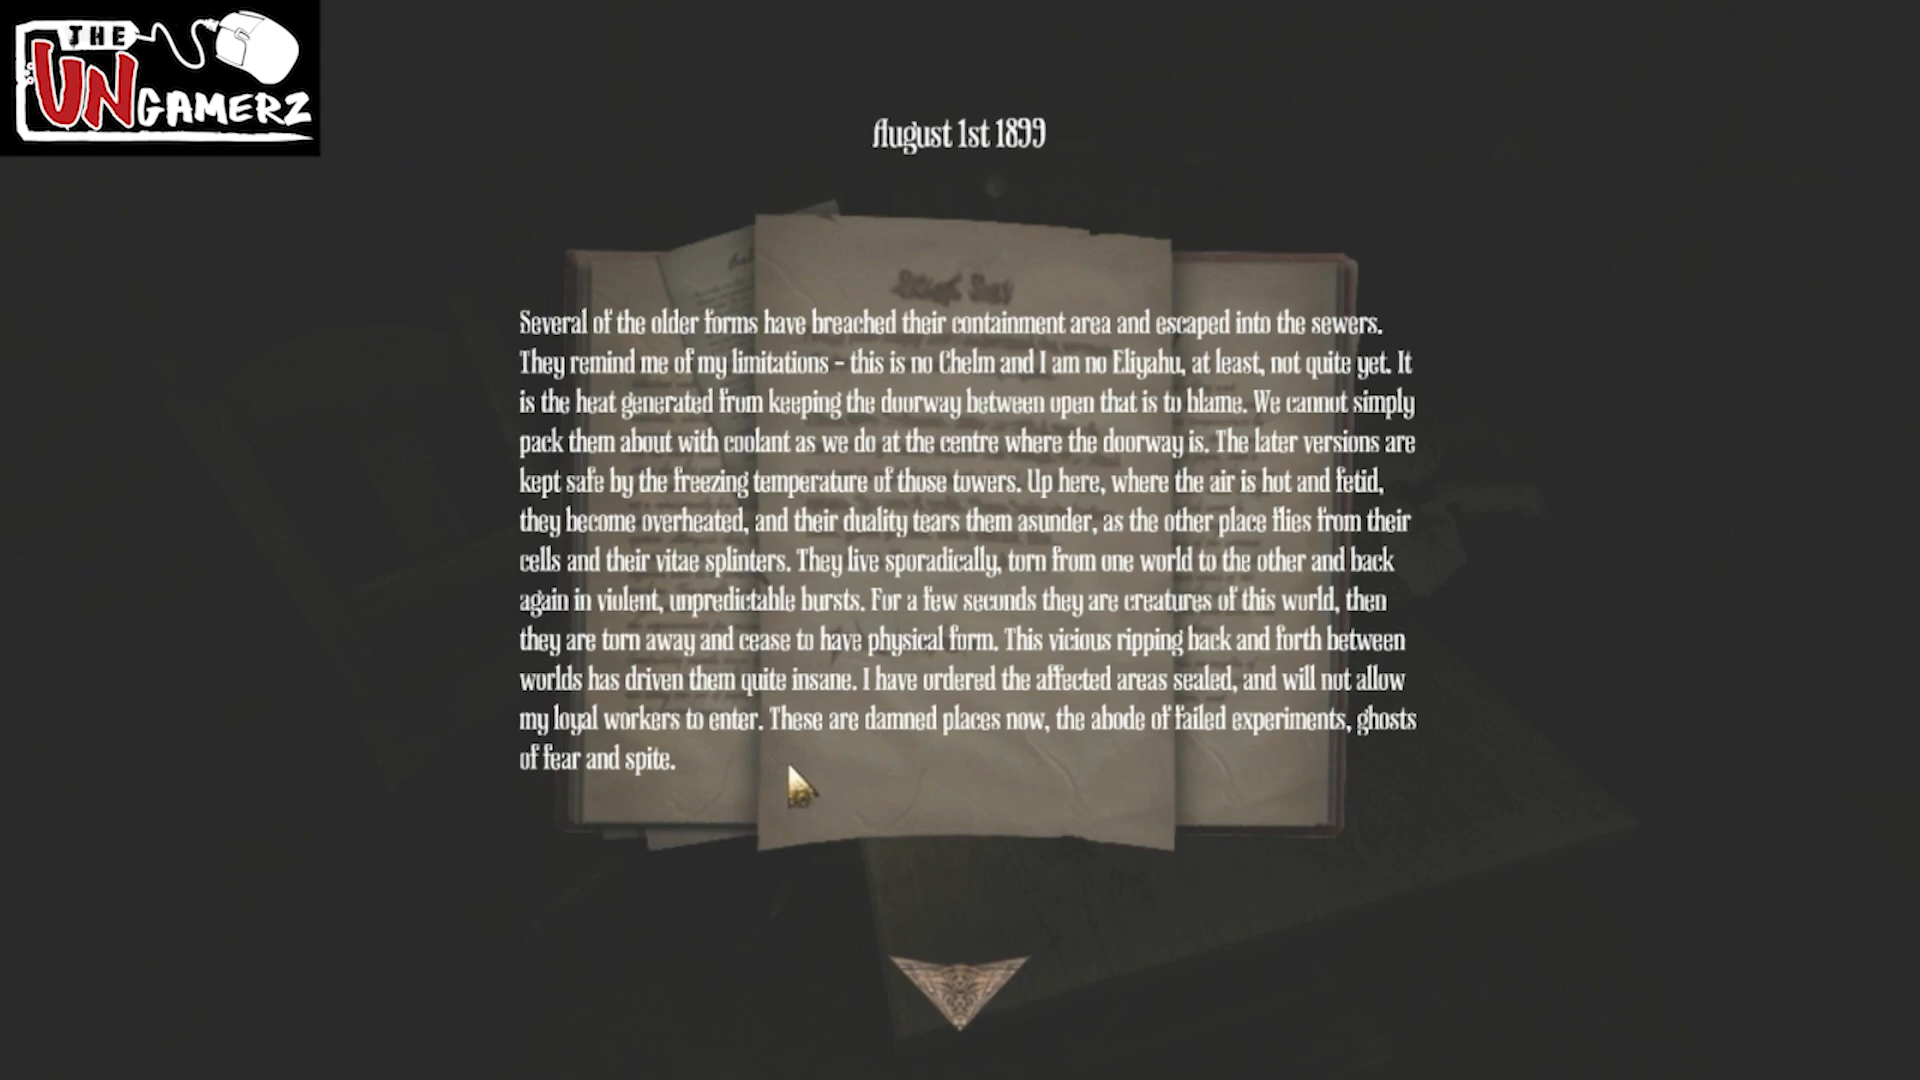 THE
UNGAMERZ
August 1st 1899
Several of the older forms have breached their containment area and escaped into the sewers.
They remind me of my limitations - this is no Chelm and I am no Eliyahu, at least, not quite yet. It
is the heat generated from keeping the doorway between open that is to blame. We cannot simply
pack them about with coolant as we do at the centre where the doorway is. The later versions are
kept safe by the freezing temperature of those towers. Up here, where the air is hot and fetid,
they become overheated, and their duality tears them asunder, as the other place flies from their
cells and their vitae splinters. They live sporadically, torn from one world to the other and back
again in violent, unpredictable bursts. For a few seconds they are creatures of this world, then
they are torn away and cease to have physical form. This vicious ripping back and forth between
worlds has driven them quite insane. I have ordered the affected areas sealed, and will not allow
my loyal workers to enter. These are damned places now, the abode of failed experiments, ghosts
of fear and spite.